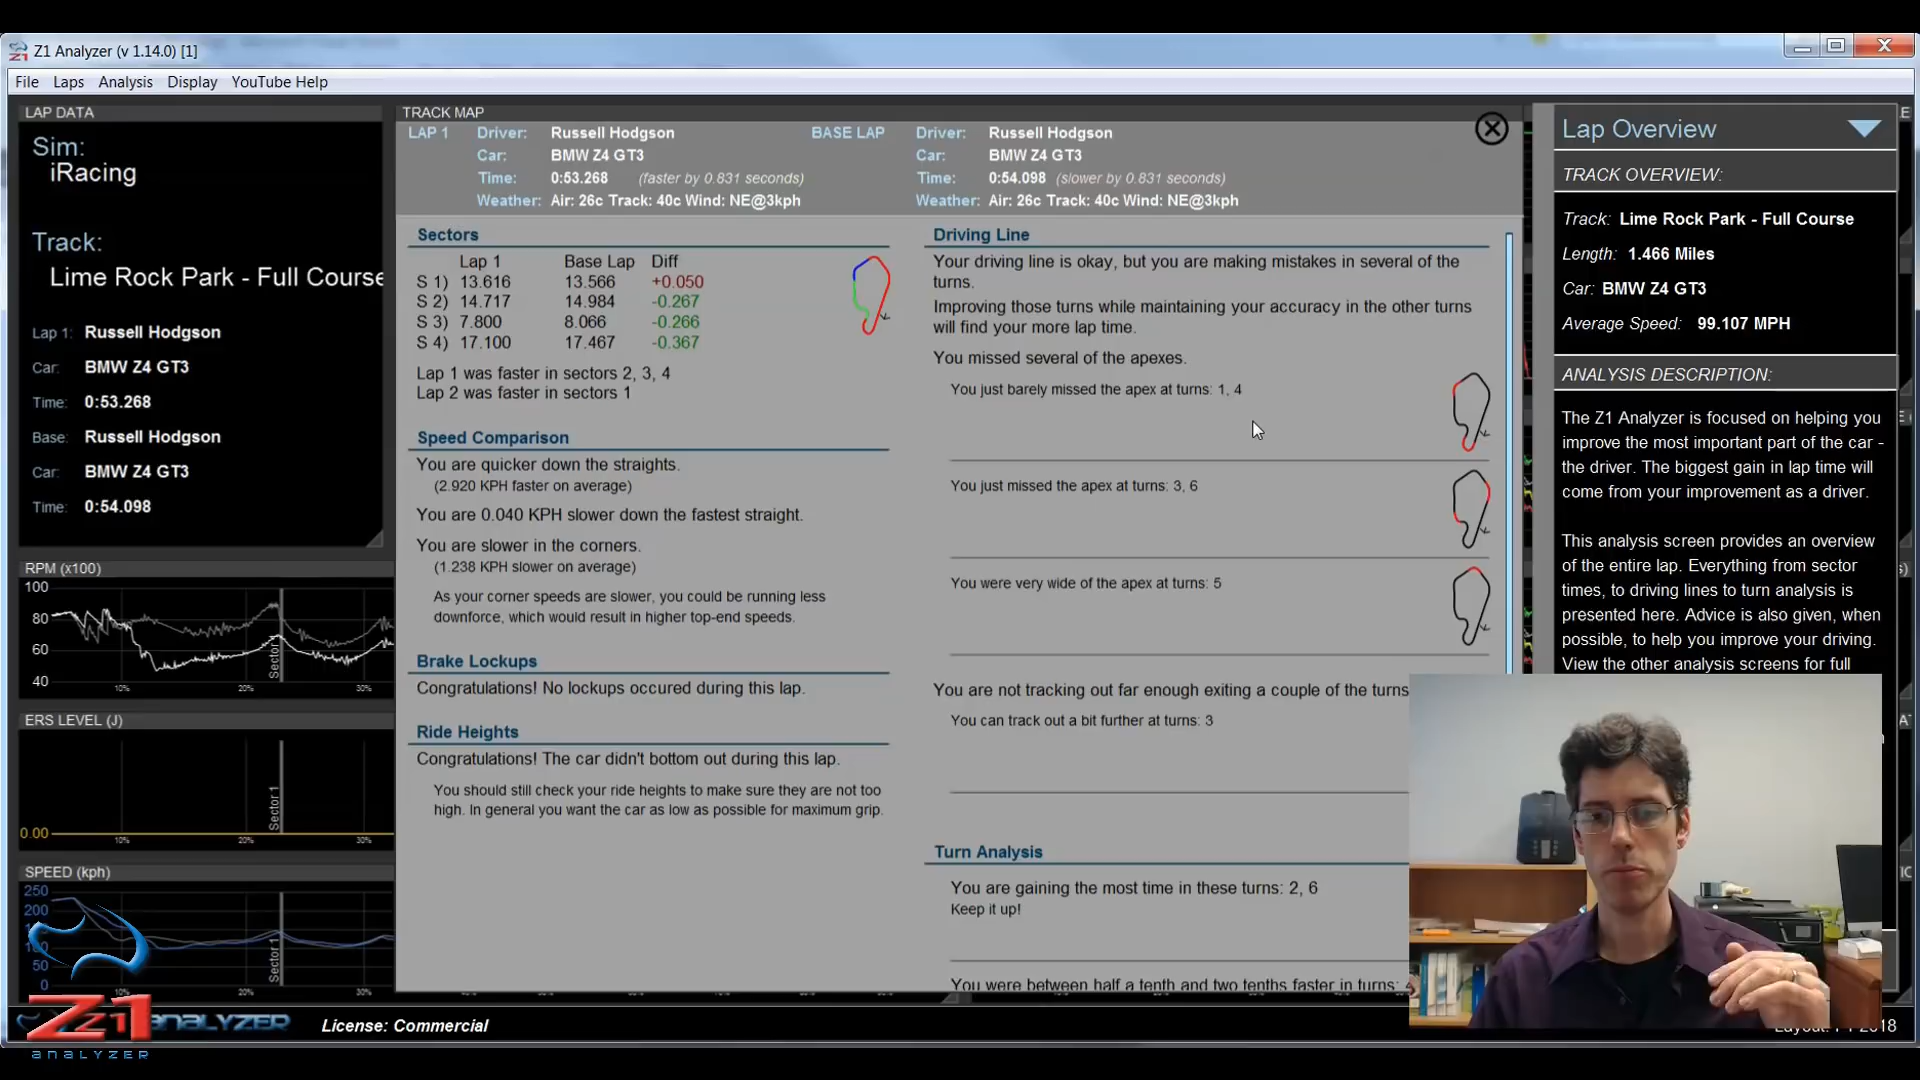 Z1 Analyzer (v 1.14.0) [1]
File Laps Analysis Display YouTube Help
LAP DATA
Sim:
iRacing
Track:
Lime Rock Park - Full Course
Lap 1: Russell Hodgson
Car: BMW Z4 GT3
Time: 0:53.268
Base: Russell Hodgson
Car: BMW Z4 GT3
Time: 0:54.098
RPM (x100)
100
80
60
40
10% 20% 30%
Sector 1
ERS LEVEL (J)
0.00
10% 20% 30%
Sector 1
SPEED (kph)
250
200
50
0
20% 30%
Sector 1
TRACK MAP
LAP 1 Driver: Russell Hodgson
Car: BMW Z4 GT3
Time: 0:53.268 (faster by 0.831 seconds)
Weather: Air: 26c Track: 40c Wind: NE@3kph
BASE LAP Driver: Russell Hodgson
Car: BMW Z4 GT3
Time: 0:54.098 (slower by 0.831 seconds)
Weather: Air: 26c Track: 40c Wind: NE@3kph
Sectors
Lap 1 Base Lap Diff
S 1) 13.616 13.566 +0.050
S 2) 14.717 14.984 -0.267
S 3) 7.800 8.066 -0.266
S 4) 17.100 17.467 -0.367
Lap 1 was faster in sectors 2, 3, 4
Lap 2 was faster in sectors 1
Speed Comparison
You are quicker down the straights.
(2.920 KPH faster on average)
You are 0.040 KPH slower down the fastest straight.
You are slower in the corners.
(1.238 KPH slower on average)
As your corner speeds are slower, you could be running less
downforce, which would result in higher top-end speeds.
Brake Lockups
Congratulations! No lockups occured during this lap.
Ride Heights
Congratulations! The car didn't bottom out during this lap.
You should still check your ride heights to make sure they are not too
high. In general you want the car as low as possible for maximum grip.
Driving Line
Your driving line is okay, but you are making mistakes in several of the
turns.
Improving those turns while maintaining your accuracy in the other turns
will find your more lap time.
You missed several of the apexes.
You just barely missed the apex at turns: 1, 4
You just missed the apex at turns: 3, 6
You were very wide of the apex at turns: 5
You are not tracking out far enough exiting a couple of the turns
You can track out a bit further at turns: 3
Turn Analysis
You are gaining the most time in these turns: 2, 6
Keep it up!
You were between half a tenth and two tenths faster in turns:
Lap Overview
TRACK OVERVIEW:
Track: Lime Rock Park - Full Course
Length: 1.466 Miles
Car: BMW Z4 GT3
Average Speed: 99.107 MPH
ANALYSIS DESCRIPTION:
The Z1 Analyzer is focused on helping you
improve the most important part of the car -
the driver. The biggest gain in lap time will
come from your improvement as a driver.
This analysis screen provides an overview
of the entire lap. Everything from sector
times, to driving lines to turn analysis is
presented here. Advice is also given, when
possible, to help you improve your driving.
View the other analysis screens for full
Z1 ANALYZER
analyzer
License: Commercial
2018